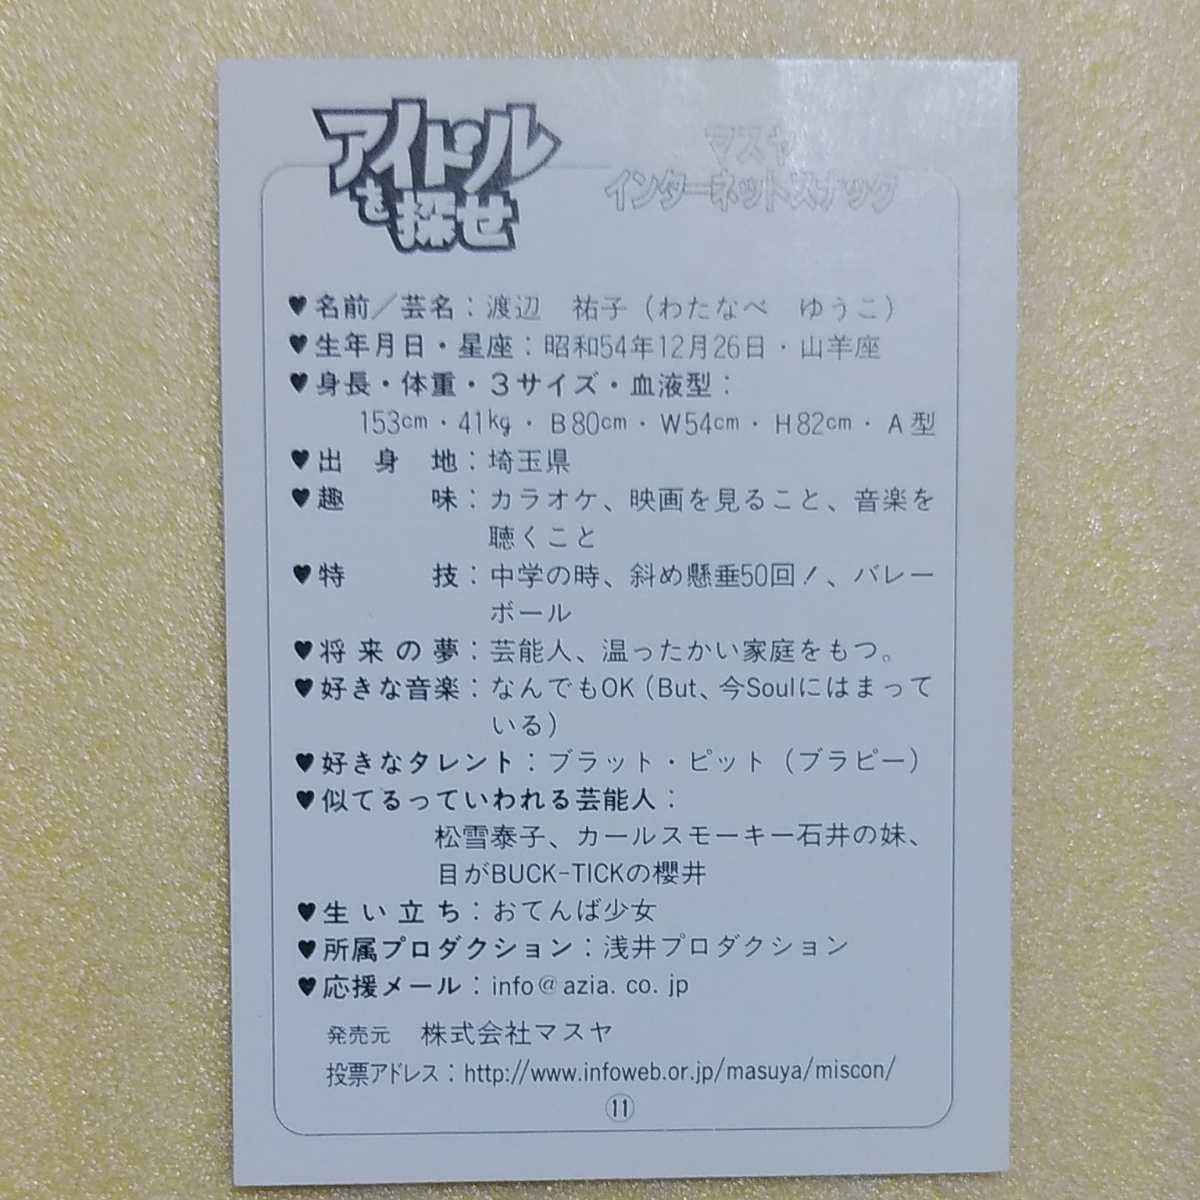 アイドル
を探せ
マスヤ
インターネットスナック
♥名前／芸名：渡辺　祐子（わたなべ　ゆうこ）
♥生年月日・星座：昭和54年12月26日・山羊座
♥身長・体重・3サイズ・血液型：
153cm・41kg・B80cm・W54cm・H82cm・A型
♥出身地：埼玉県
♥趣味：カラオケ、映画を見ること、音楽を
聴くこと
♥特技：中学の時、斜め懸垂50回！、バレー
ボール
♥将来の夢：芸能人、温ったかい家庭をもつ。
♥好きな音楽：なんでもOK（But、今Soulにはまって
いる）
♥好きなタレント：ブラット・ピット（ブラピー）
♥似てるっていわれる芸能人：
松雪泰子、カールスモーキー石井の妹、
目がBUCK-TICKの櫻井
♥生い立ち：おてんば少女
♥所属プロダクション：浅井プロダクション
♥応援メール：info@azia.co.jp
発売元　株式会社マスヤ
投票アドレス：http://www.infoweb.or.jp/masuya/miscon/
⑪